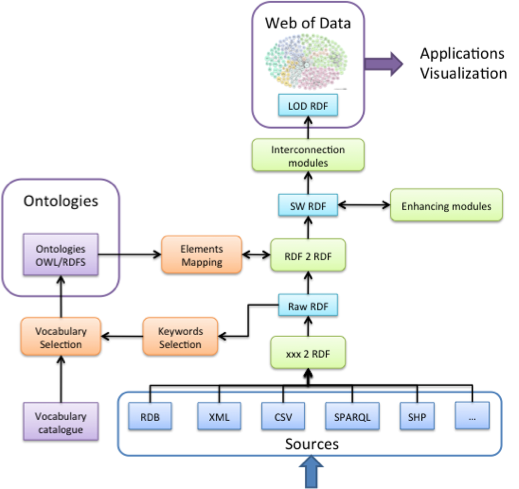 Web of Data
Applications
Visualization
LOD RDF
Interconnection
modules
Ontologies
SW RDF
Enhancing modules
Ontologies
OWL/RDFS
Elements
Mapping
RDF 2 RDF
Raw RDF
Vocabulary
Selection
Keywords
Selection
xxx 2 RDF
Vocabulary
catalogue
RDB
XML
CSV
SPARQL
SHP
...
Sources